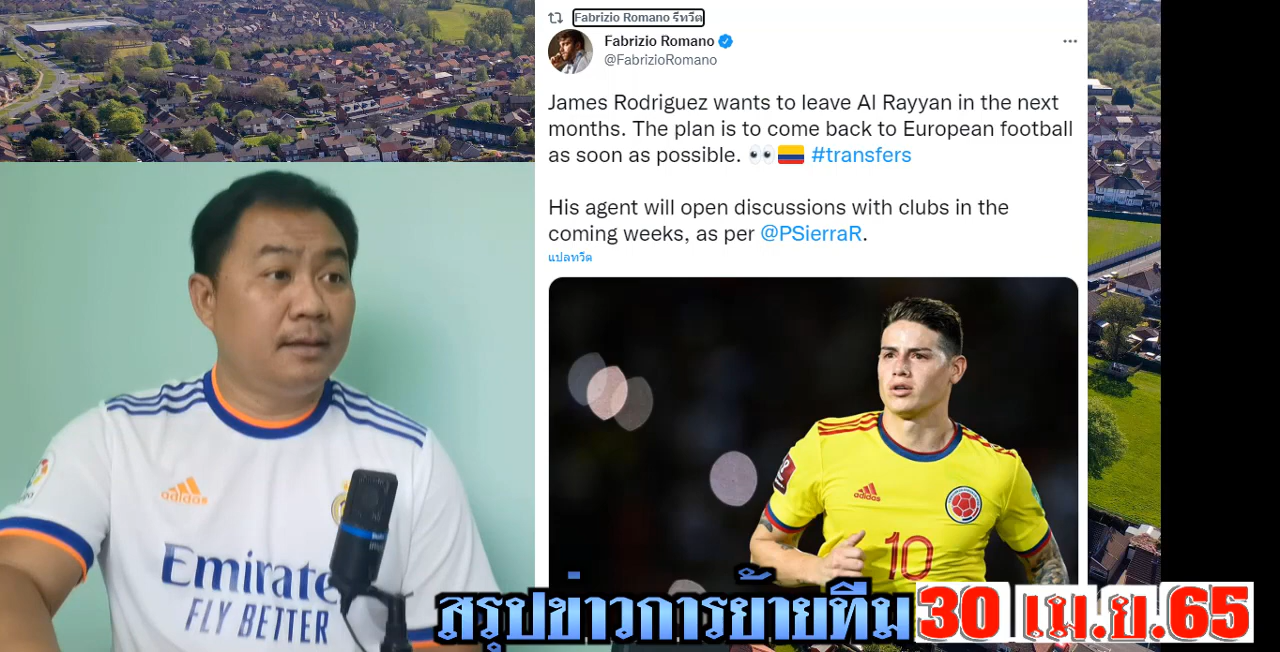 Fabrizio Romano รีทวีต
Fabrizio Romano
@FabrizioRomano
James Rodriguez wants to leave Al Rayyan in the next
months. The plan is to come back to European football
as soon as possible. 👀🇨🇴 #transfers
His agent will open discussions with clubs in the
coming weeks, as per @PSierraR.
แปลทวีต
adidas
Emirate
FLY BETTER
adidas
10
สรุปข่าวการย้ายทีม 30 เม.ย.65